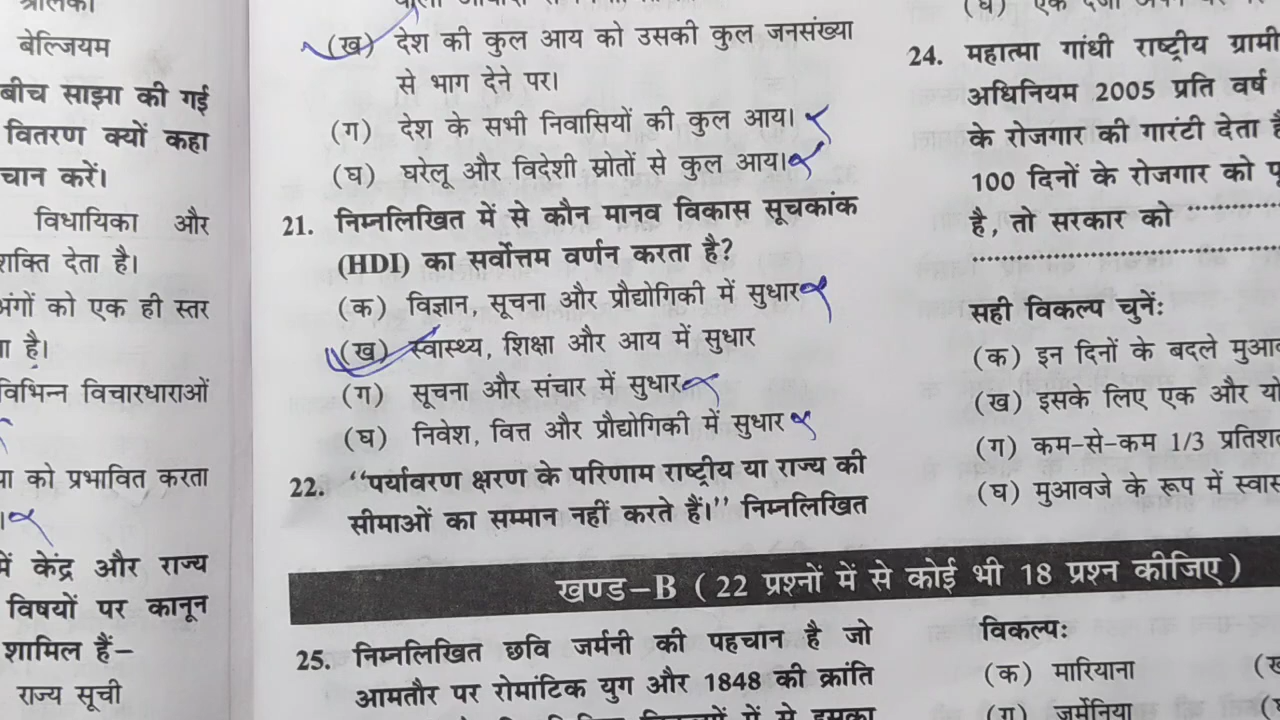 बेल्जियम
बीच साझा की गई
वितरण क्यों कहा
चान करें।
विधायिका और
शक्ति देता है।
अंगों को एक ही स्तर
ा है।
विभिन्न विचारधाराओं
या को प्रभावित करता
में केंद्र और राज्य
विषयों पर कानून
शामिल हैं–
राज्य सूची
(ख) देश की कुल आय को उसकी कुल जनसंख्या
से भाग देने पर।
(ग) देश के सभी निवासियों की कुल आय।
(घ) घरेलू और विदेशी स्रोतों से कुल आय।
21. निम्नलिखित में से कौन मानव विकास सूचकांक
(HDI) का सर्वोत्तम वर्णन करता है?
(क) विज्ञान, सूचना और प्रौद्योगिकी में सुधार
(ख) स्वास्थ्य, शिक्षा और आय में सुधार
(ग) सूचना और संचार में सुधार
(घ) निवेश, वित्त और प्रौद्योगिकी में सुधार
22. “पर्यावरण क्षरण के परिणाम राष्ट्रीय या राज्य की
सीमाओं का सम्मान नहीं करते हैं।” निम्नलिखित
24. महात्मा गांधी राष्ट्रीय ग्रामी
अधिनियम 2005 प्रति वर्ष
के रोजगार की गारंटी देता है
100 दिनों के रोजगार को पू
है, तो सरकार को ..............
..............................
सही विकल्प चुनें:
(क) इन दिनों के बदले मुआव
(ख) इसके लिए एक और यो
(ग) कम-से-कम 1/3 प्रतिशत
(घ) मुआवजे के रूप में स्वास
खण्ड–B ( 22 प्रश्नों में से कोई भी 18 प्रश्न कीजिए )
25. निम्नलिखित छवि जर्मनी की पहचान है जो
आमतौर पर रोमांटिक युग और 1848 की क्रांति
विकल्प:
(क) मारियाना
(ग) जर्मेनिया